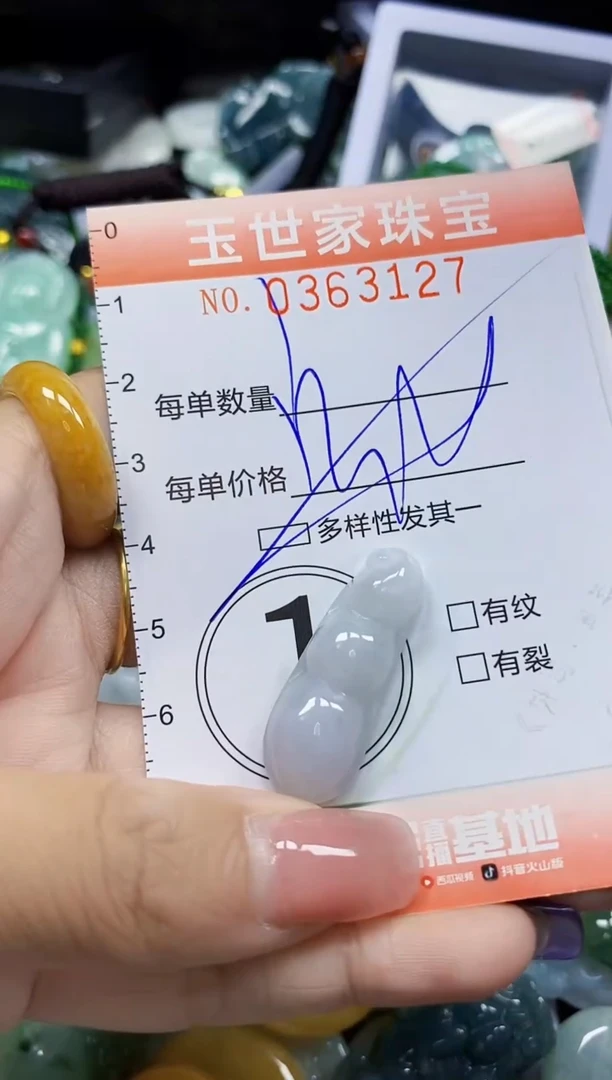 0
玉世家珠宝
NO. 0363127
1
每单数量
2
每单价格
3
多样性发其一
4
1
有纹
5
有裂
6
直播基地
西瓜视频 抖音火山版